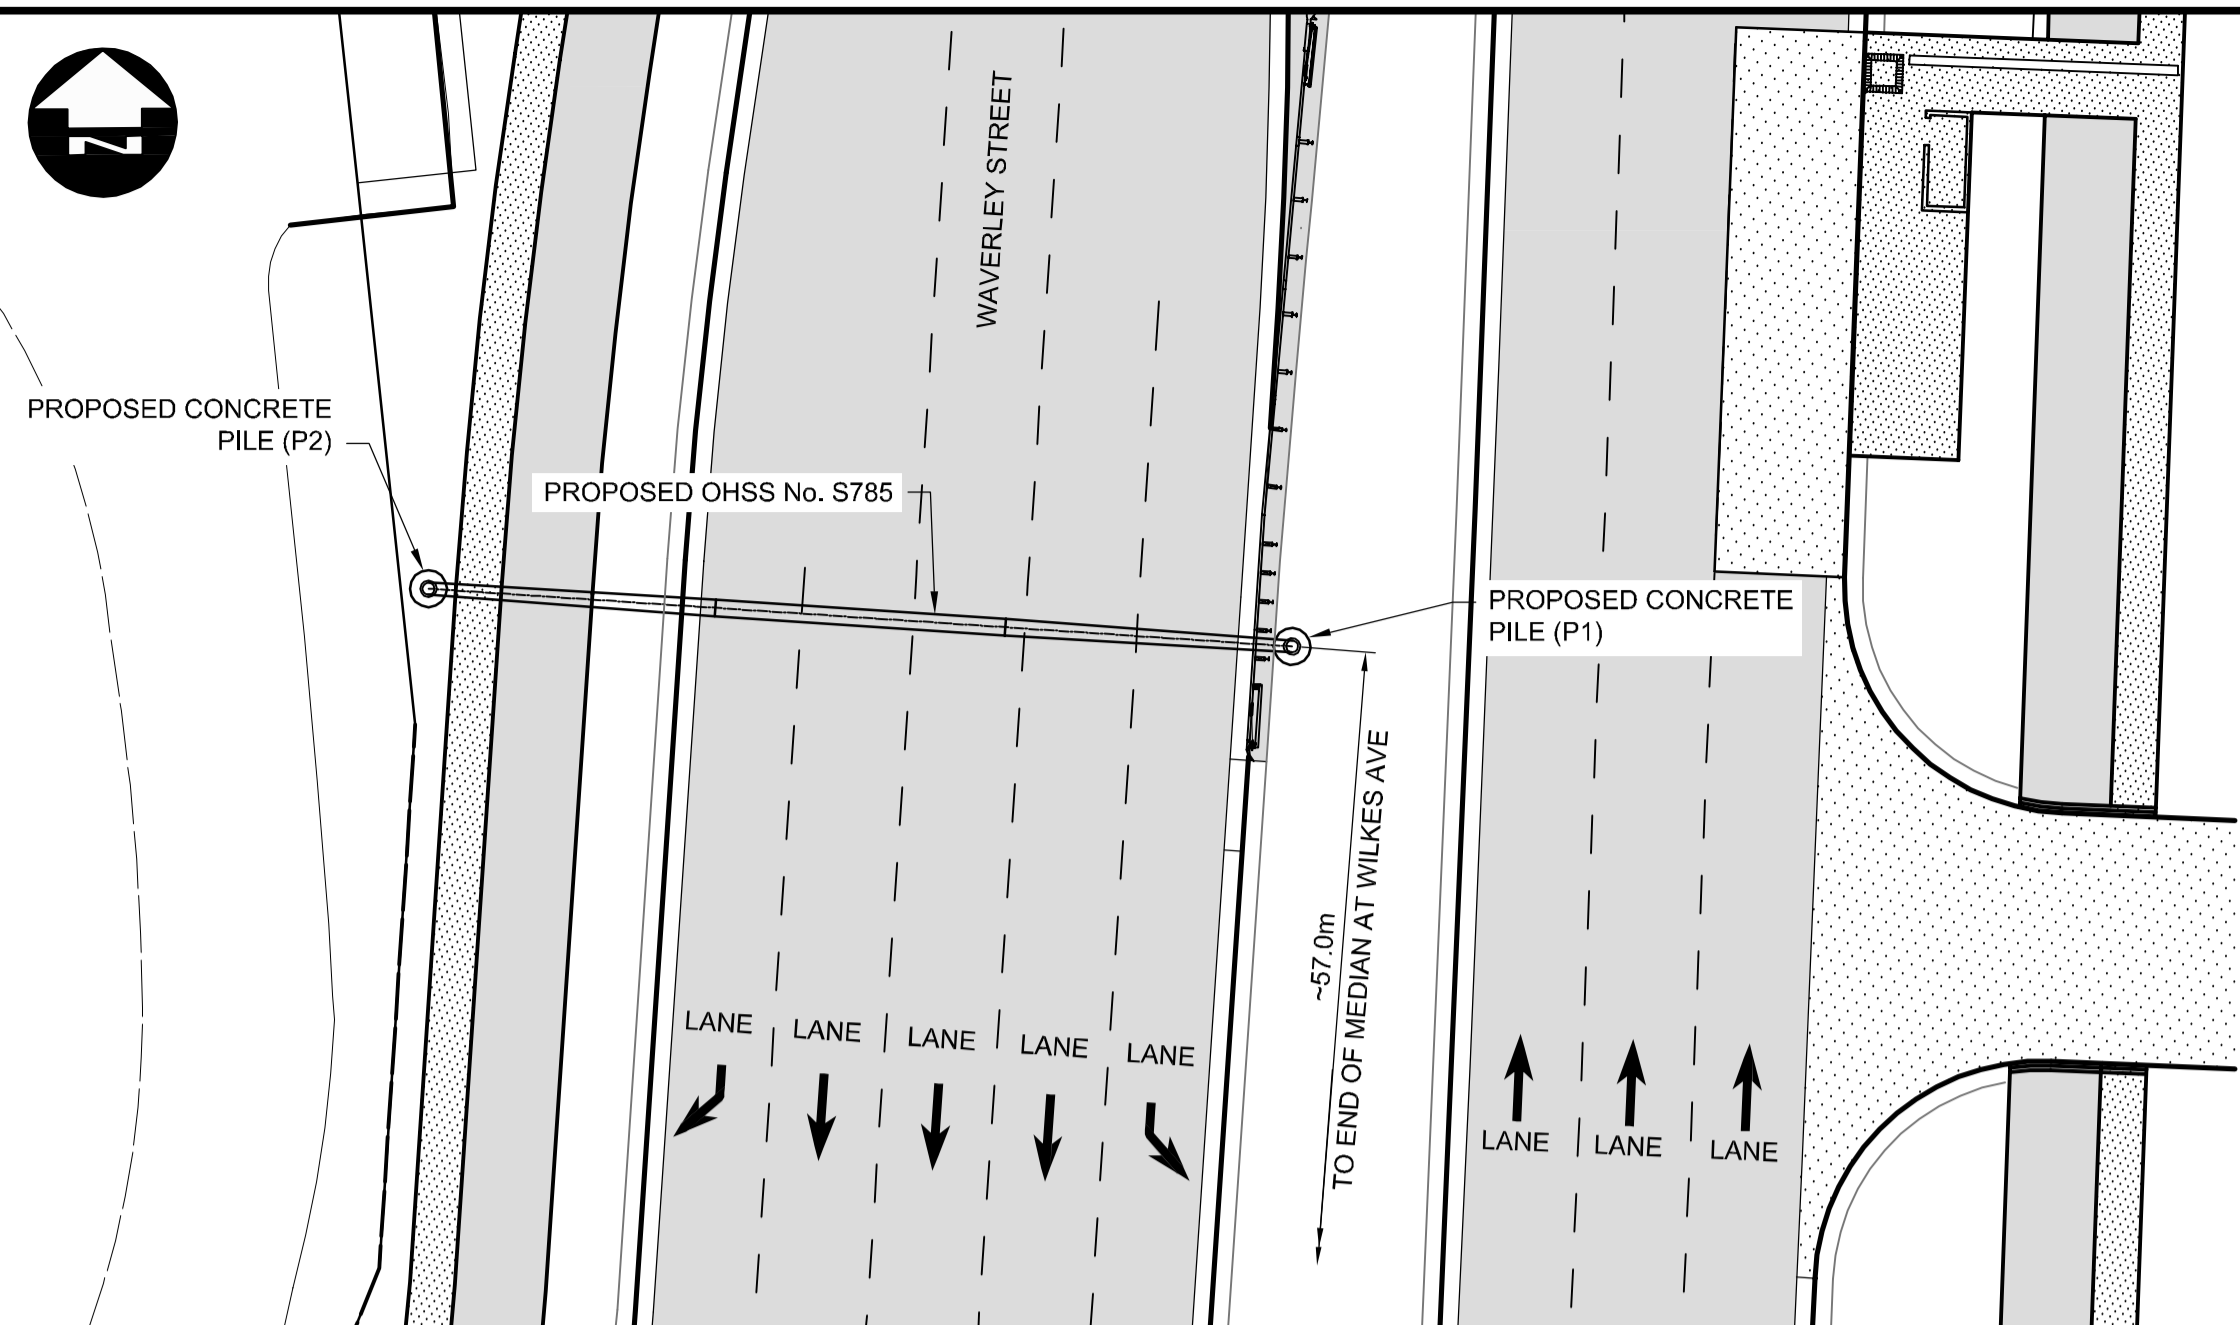 N
WAVERLEY STREET
PROPOSED CONCRETE
PILE (P2)
PROPOSED OHSS No. S785
PROPOSED CONCRETE
PILE (P1)
~57.0m
TO END OF MEDIAN AT WILKES AVE
LANE
LANE
LANE
LANE
LANE
LANE
LANE
LANE